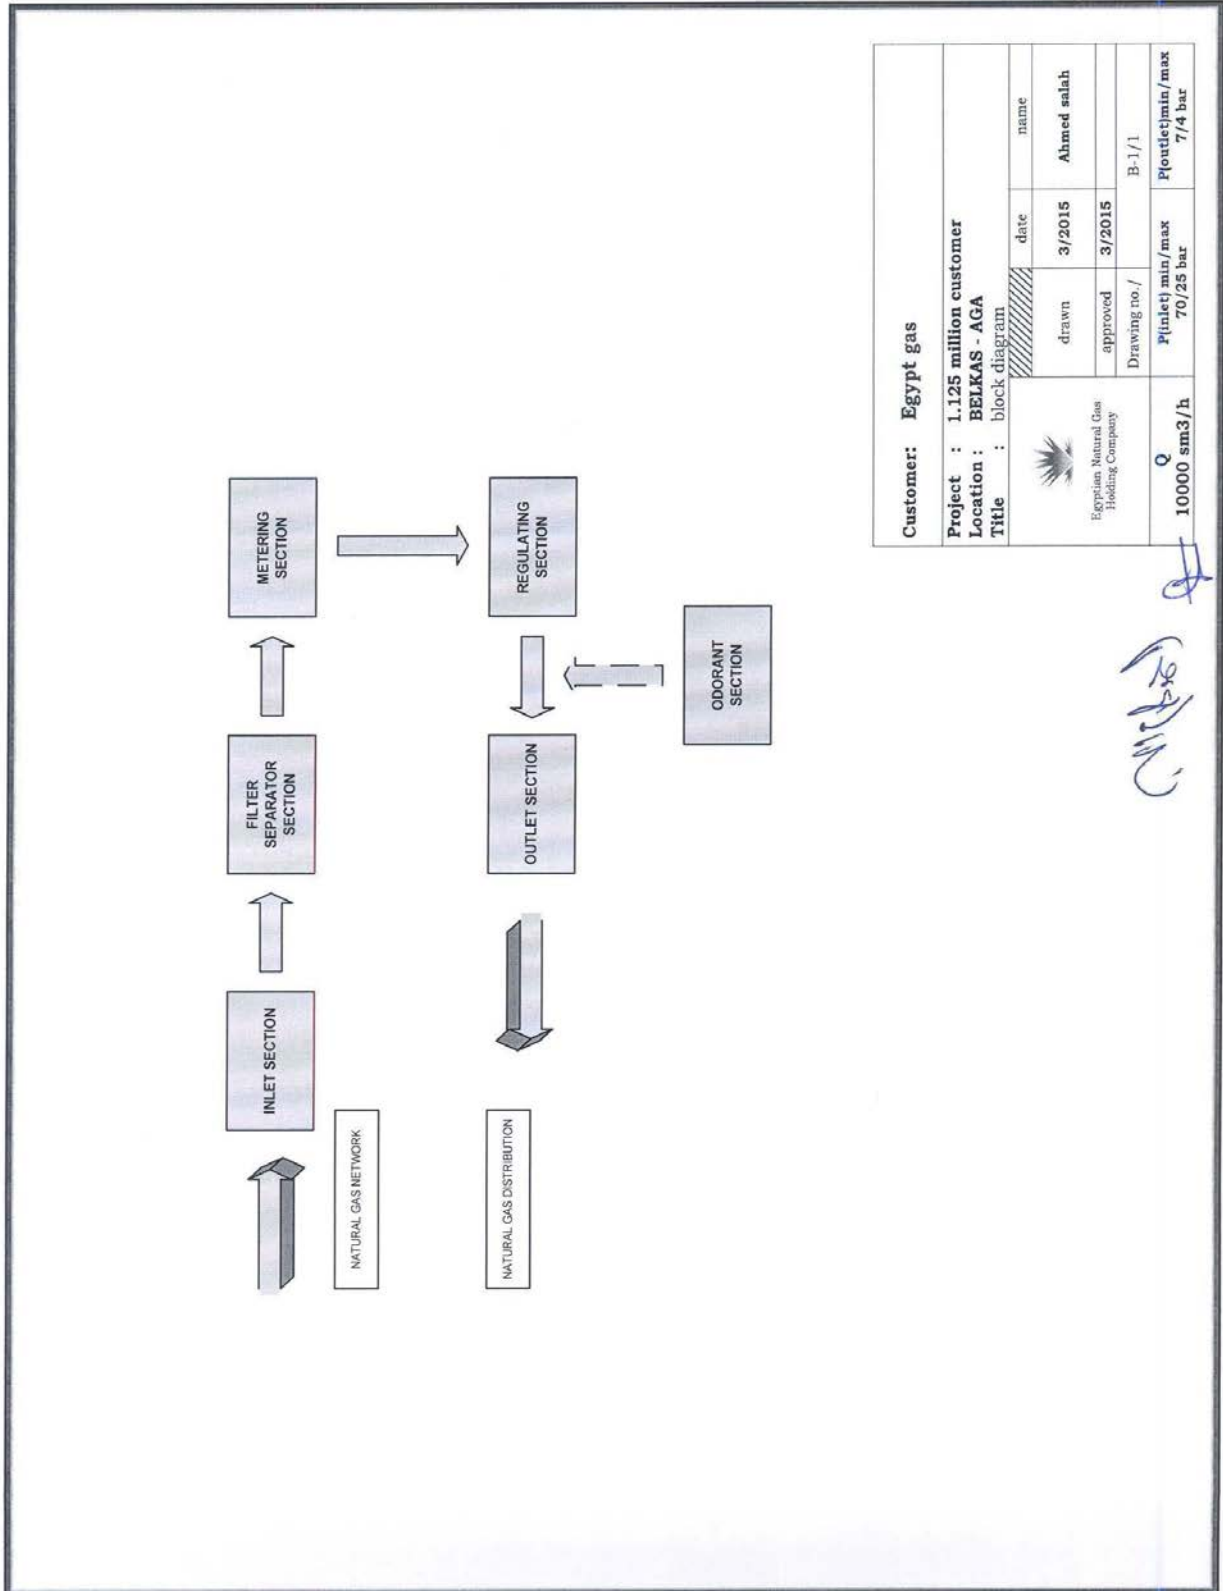 INLET SECTION
FILTER
SEPARATOR
SECTION
METERING
SECTION
NATURAL GAS NETWORK
NATURAL GAS DISTRIBUTION
OUTLET SECTION
REGULATING
SECTION
ODORANT
SECTION
Customer: Egypt gas
Project : 1.125 million customer
Location : BELKAS - AGA
Title : block diagram
date name
drawn 3/2015 Ahmed salah
approved 3/2015
Egyptian Natural Gas
Holding Company
Drawing no./ B-1/1
Q
10000 sm3/h
P(inlet) min/max
70/25 bar
P(outlet)min/max
7/4 bar